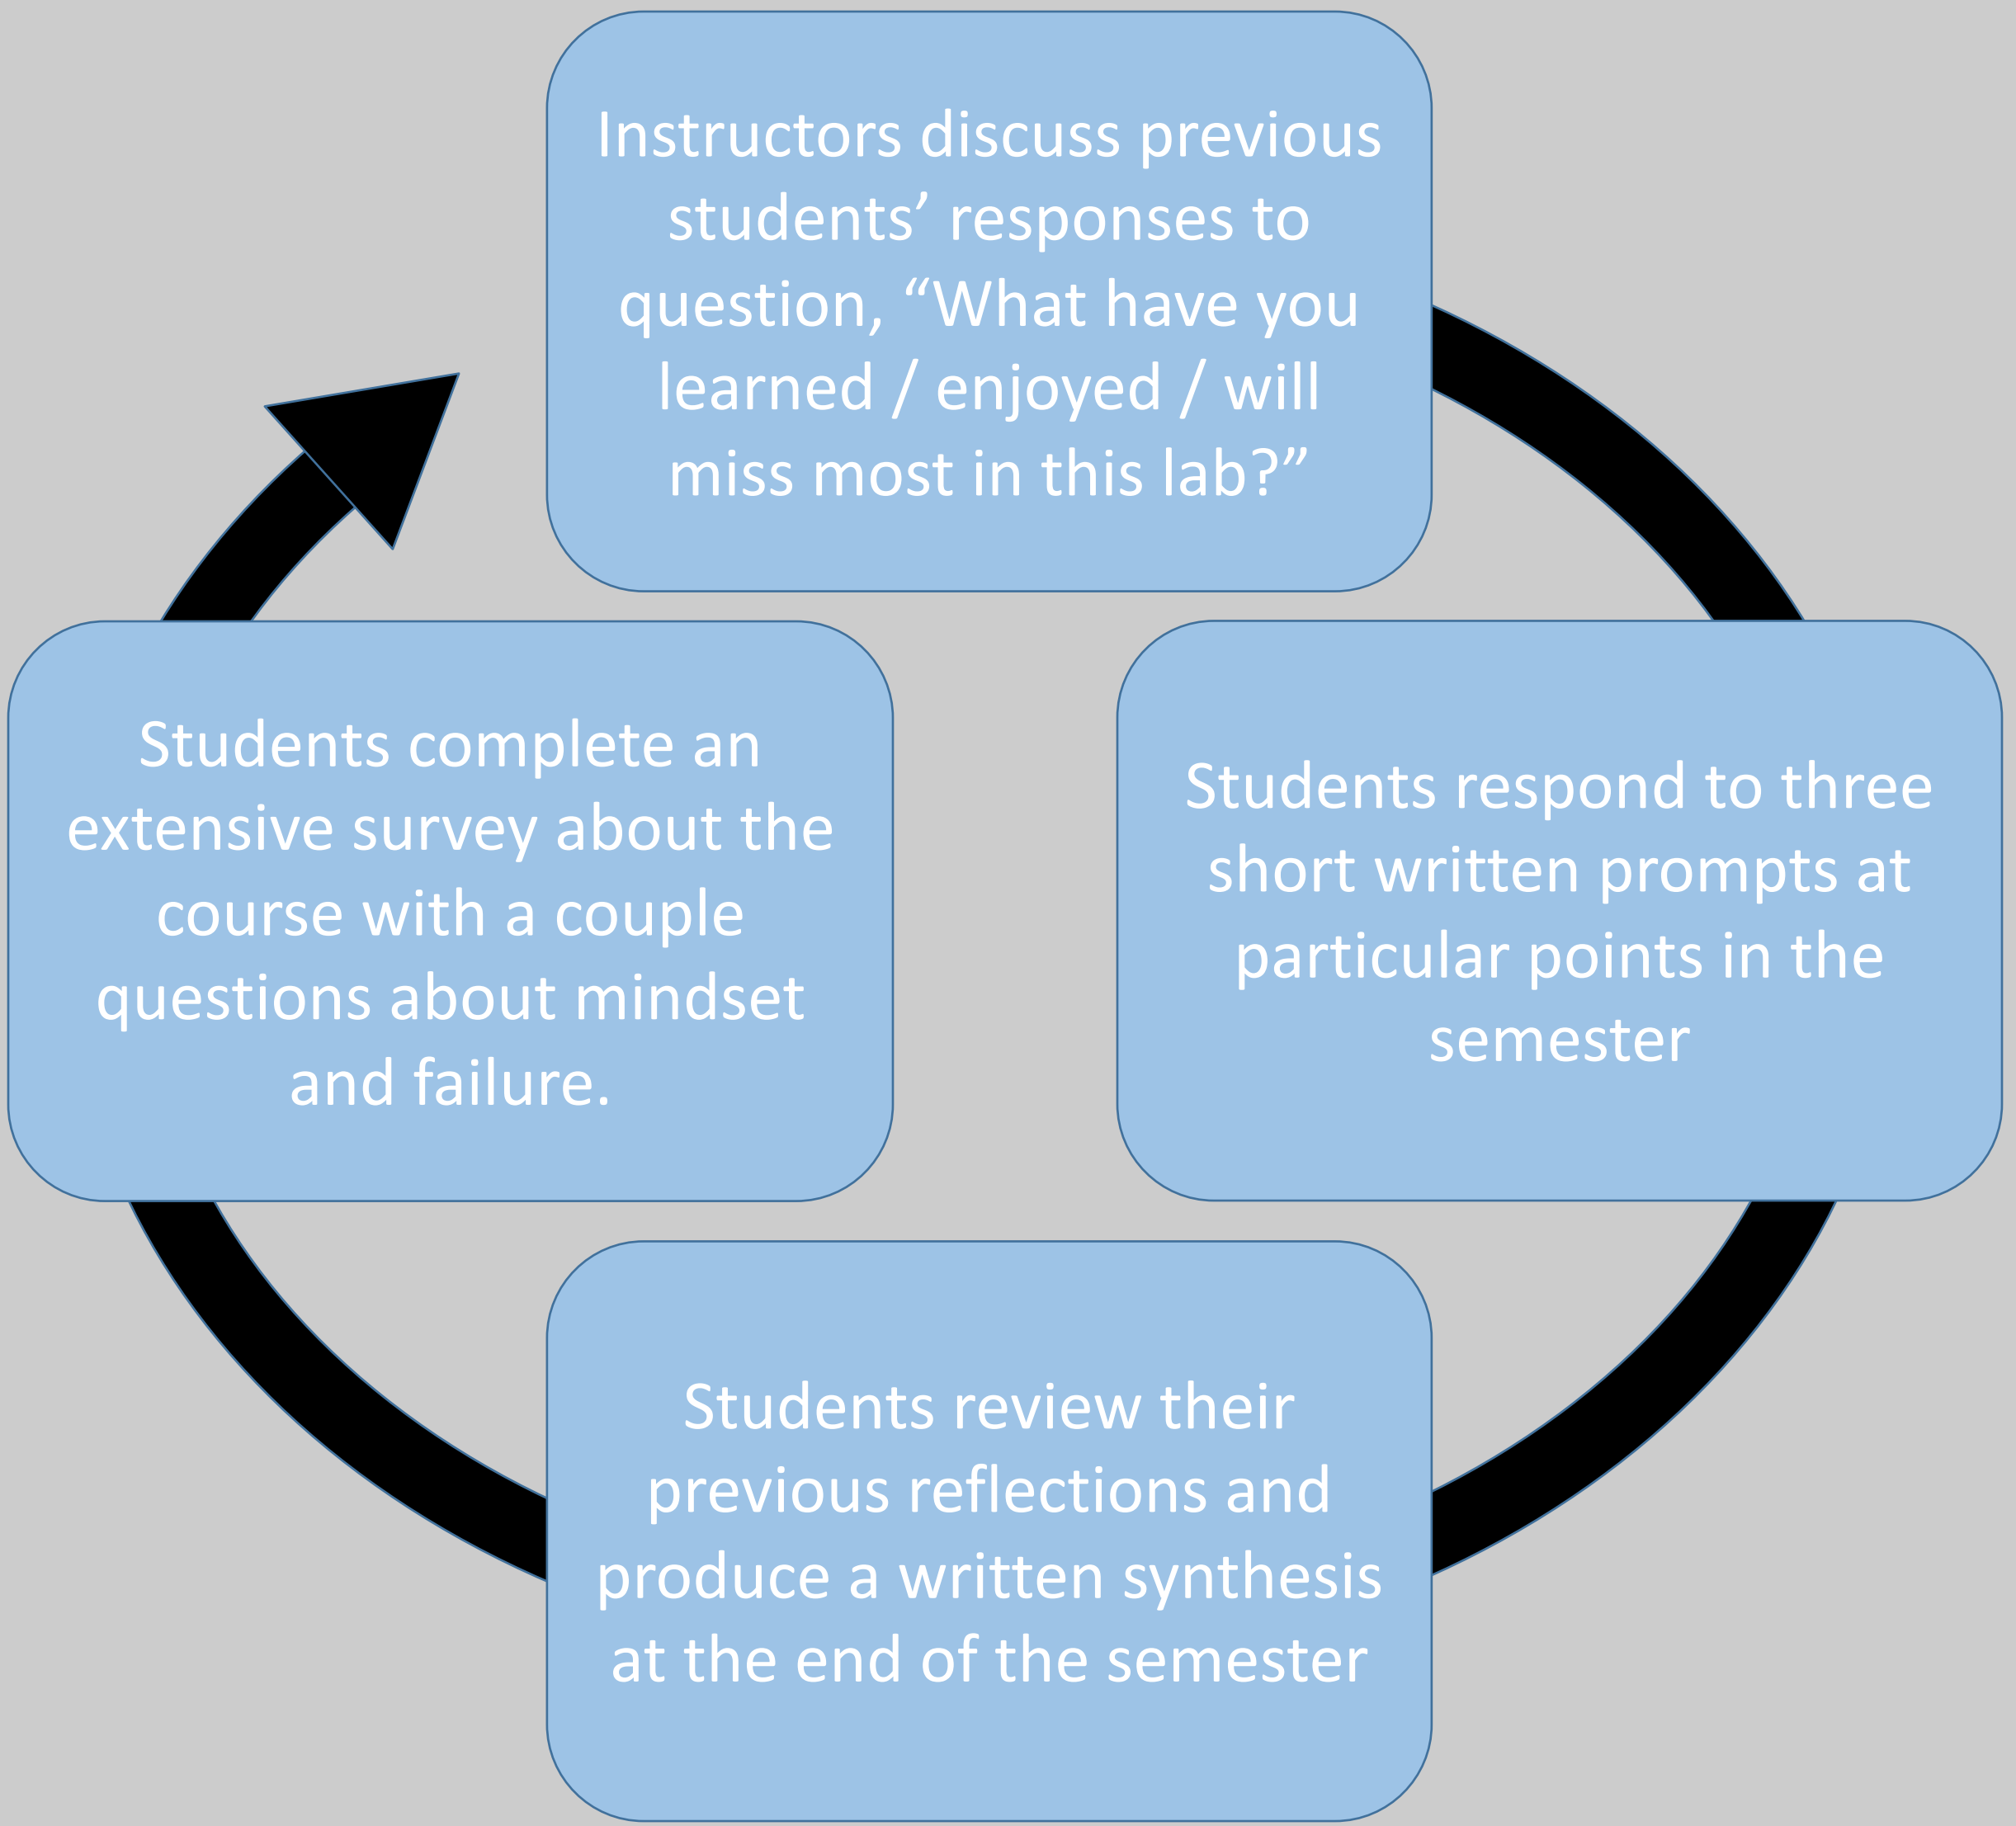 Instructors discuss previous
students’ responses to
question, “What have you
learned / enjoyed / will
miss most in this lab?”
Students respond to three
short written prompts at
particular points in the
semester
Students review their
previous reflections and
produce a written synthesis
at the end of the semester
Students complete an
extensive survey about the
course with a couple
questions about mindset
and failure.